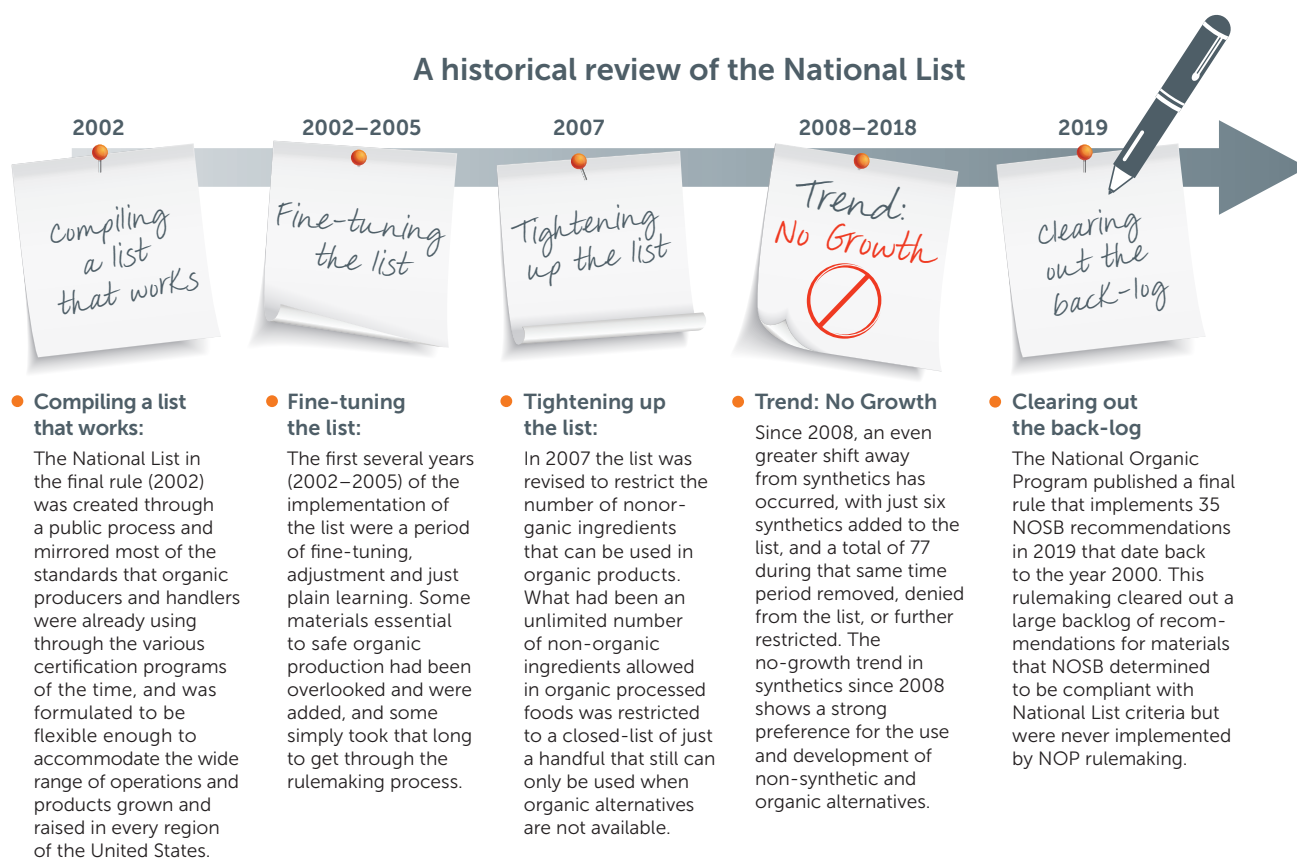 A historical review of the National List
2002
2002–2005
2007
2008–2018
2019
Compiling
a list
that works
Fine-tuning
the list
Tightening
up the list
Trend:
No Growth
Clearing
out the
back-log
Compiling a list
that works:
The National List in
the final rule (2002)
was created through
a public process and
mirrored most of the
standards that organic
producers and handlers
were already using
through the various
certification programs
of the time, and was
formulated to be
flexible enough to
accommodate the wide
range of operations and
products grown and
raised in every region
of the United States.
Fine-tuning
the list:
The first several years
(2002–2005) of the
implementation of
the list were a period
of fine-tuning,
adjustment and just
plain learning. Some
materials essential
to safe organic
production had been
overlooked and were
added, and some
simply took that long
to get through the
rulemaking process.
Tightening up
the list:
In 2007 the list was
revised to restrict the
number of nonor-
ganic ingredients
that can be used in
organic products.
What had been an
unlimited number
of non-organic
ingredients allowed
in organic processed
foods was restricted
to a closed-list of just
a handful that still can
only be used when
organic alternatives
are not available.
Trend: No Growth
Since 2008, an even
greater shift away
from synthetics has
occurred, with just six
synthetics added to the
list, and a total of 77
during that same time
period removed, denied
from the list, or further
restricted. The
no-growth trend in
synthetics since 2008
shows a strong
preference for the use
and development of
non-synthetic and
organic alternatives.
Clearing out
the back-log
The National Organic
Program published a final
rule that implements 35
NOSB recommendations
in 2019 that date back
to the year 2000. This
rulemaking cleared out a
large backlog of recom-
mendations for materials
that NOSB determined
to be compliant with
National List criteria but
were never implemented
by NOP rulemaking.